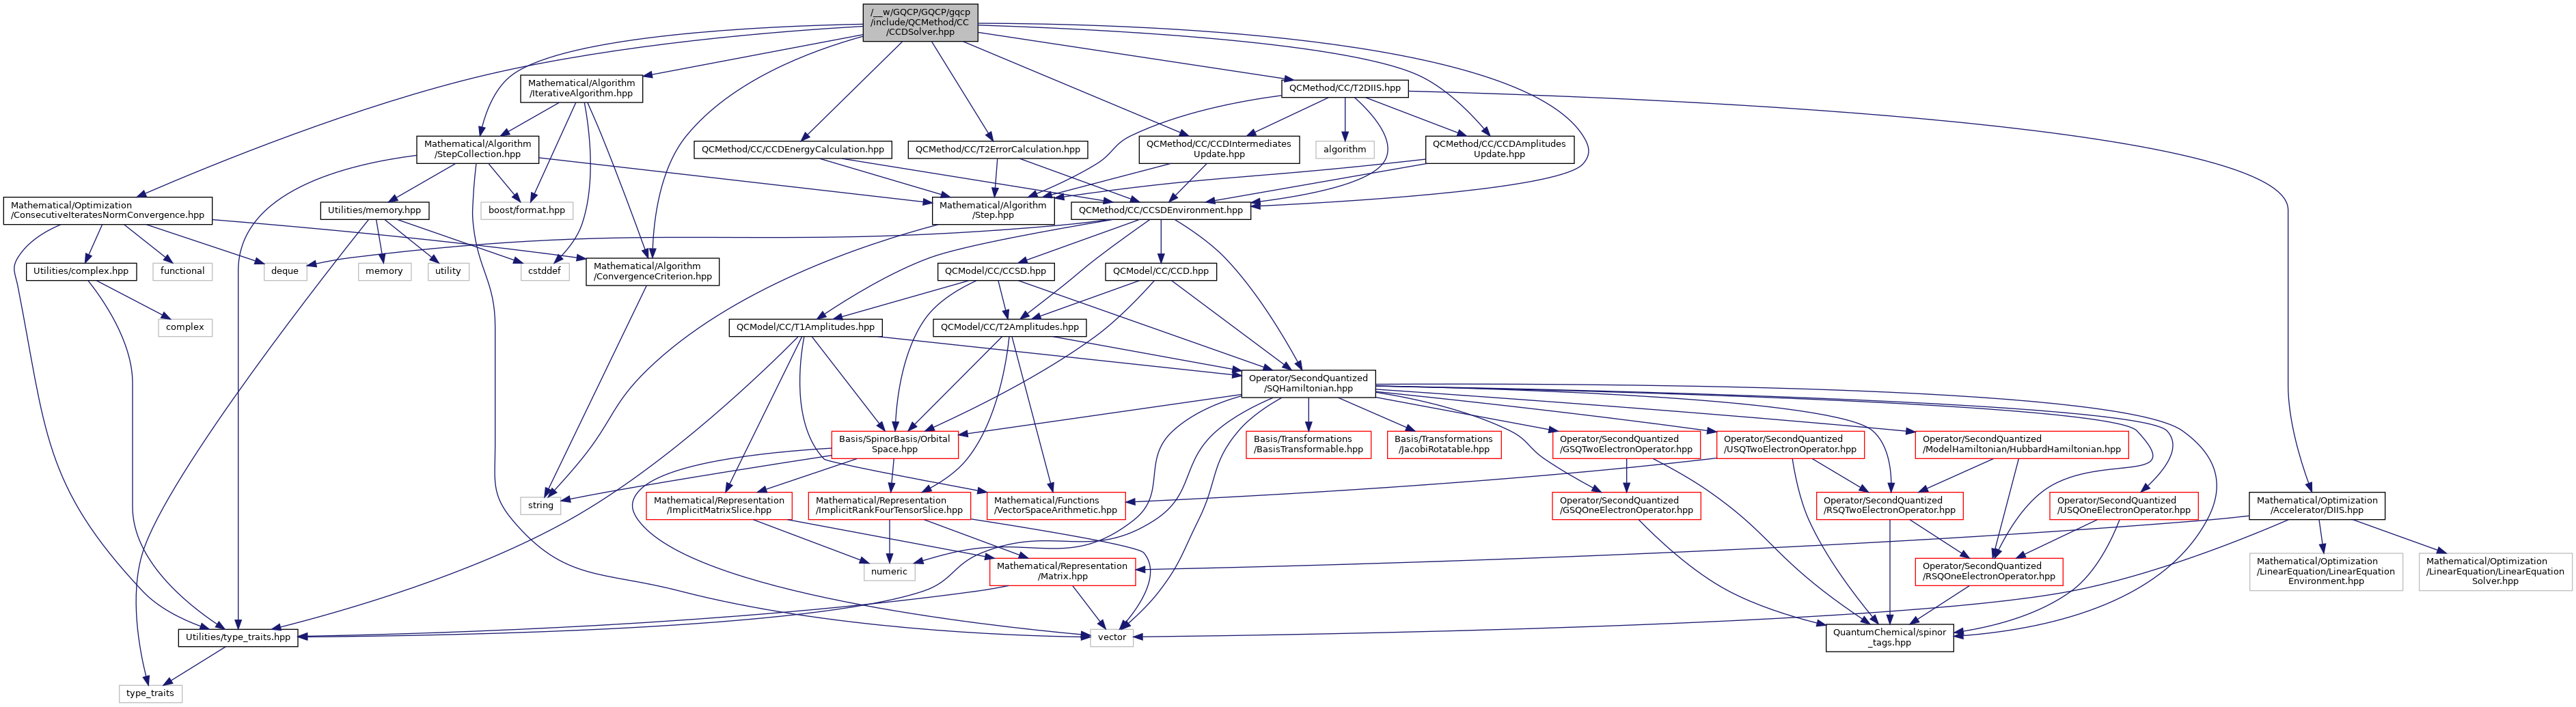 /__w/GQCP/GQCP/gqcp
/include/QCMethod/CC
/CCDSolver.hpp
Mathematical/Algorithm
/IterativeAlgorithm.hpp
QCMethod/CC/T2DIIS.hpp
Mathematical/Algorithm
/StepCollection.hpp
QCMethod/CC/CCDEnergyCalculation.hpp
QCMethod/CC/T2ErrorCalculation.hpp
QCMethod/CC/CCDIntermediates
Update.hpp
algorithm
QCMethod/CC/CCDAmplitudes
Update.hpp
Mathematical/Optimization
/ConsecutiveIteratesNormConvergence.hpp
Utilities/memory.hpp
boost/format.hpp
Mathematical/Algorithm
/Step.hpp
QCMethod/CC/CCSDEnvironment.hpp
Utilities/complex.hpp
functional
deque
memory
utility
cstddef
Mathematical/Algorithm
/ConvergenceCriterion.hpp
QCModel/CC/CCSD.hpp
QCModel/CC/CCD.hpp
complex
QCModel/CC/T1Amplitudes.hpp
QCModel/CC/T2Amplitudes.hpp
Operator/SecondQuantized
/SQHamiltonian.hpp
Basis/SpinorBasis/Orbital
Space.hpp
Basis/Transformations
/BasisTransformable.hpp
Basis/Transformations
/JacobiRotatable.hpp
Operator/SecondQuantized
/GSQTwoElectronOperator.hpp
Operator/SecondQuantized
/USQTwoElectronOperator.hpp
Operator/SecondQuantized
/ModelHamiltonian/HubbardHamiltonian.hpp
string
Mathematical/Representation
/ImplicitMatrixSlice.hpp
Mathematical/Representation
/ImplicitRankFourTensorSlice.hpp
Mathematical/Functions
/VectorSpaceArithmetic.hpp
Operator/SecondQuantized
/GSQOneElectronOperator.hpp
Operator/SecondQuantized
/RSQTwoElectronOperator.hpp
Operator/SecondQuantized
/USQOneElectronOperator.hpp
Mathematical/Optimization
/Accelerator/DIIS.hpp
numeric
Mathematical/Representation
/Matrix.hpp
Operator/SecondQuantized
/RSQOneElectronOperator.hpp
Mathematical/Optimization
/LinearEquation/LinearEquation
Environment.hpp
Mathematical/Optimization
/LinearEquation/LinearEquation
Solver.hpp
Utilities/type_traits.hpp
vector
QuantumChemical/spinor
_tags.hpp
type_traits